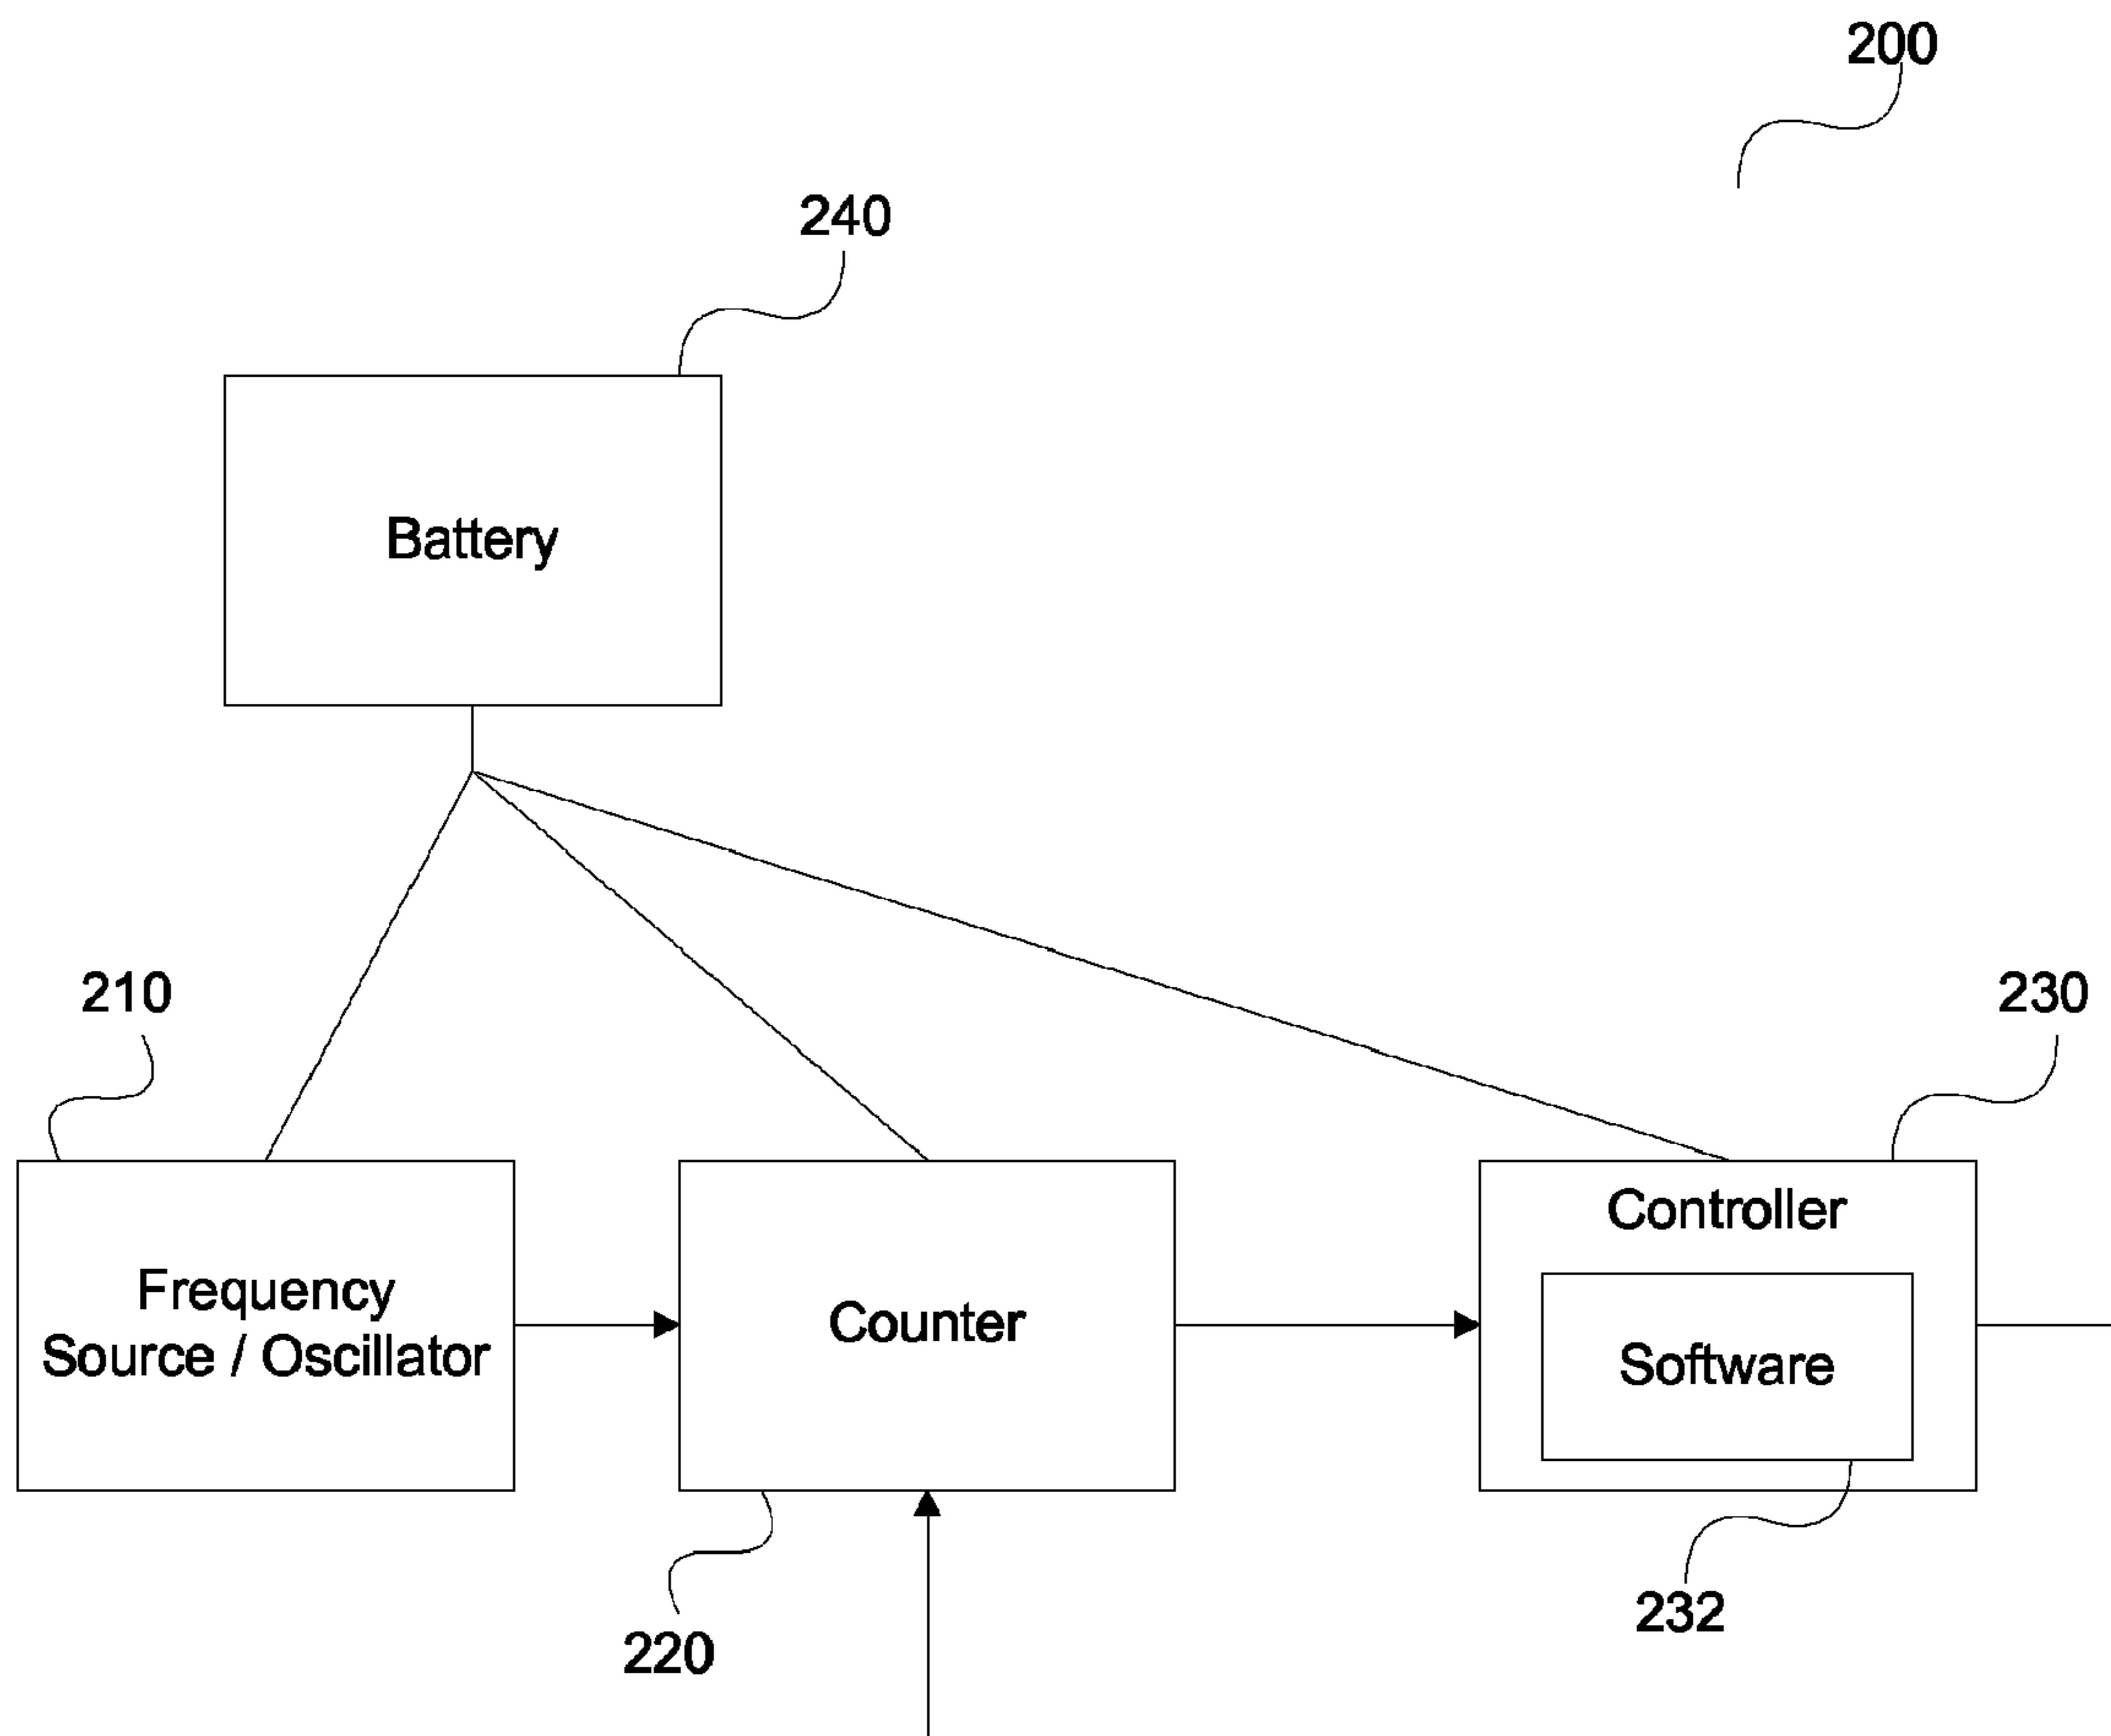 200
240
Battery
210
230
Controller
Frequency
Source / Oscillator
Counter
Software
232
220